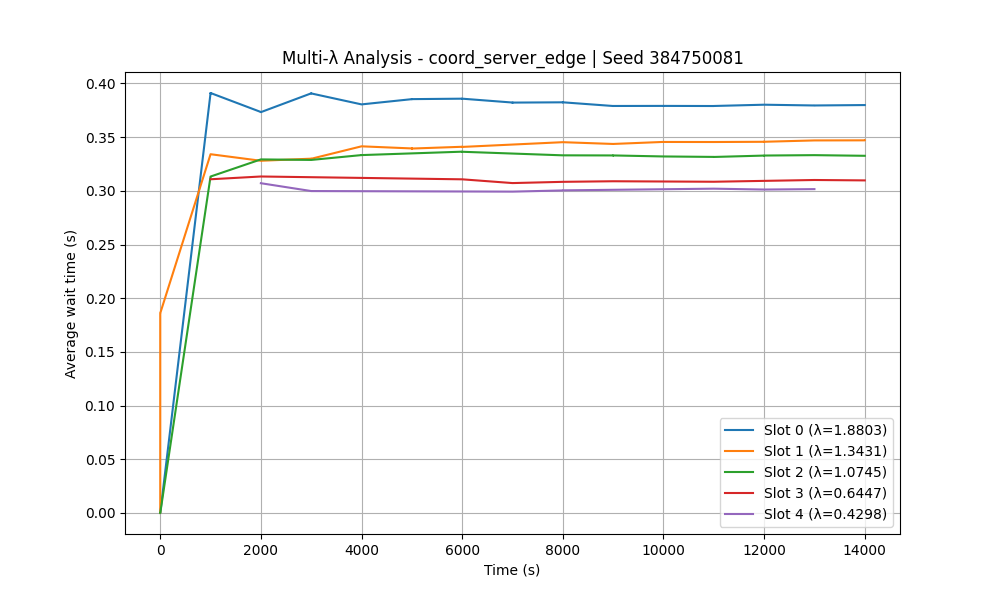 Multi-λ Analysis - coord_server_edge | Seed 384750081
Average wait time (s)
0.40
0.35
0.30
0.25
0.20
0.15
0.10
0.05
0.00
Slot 0 (λ=1.8803)
Slot 1 (λ=1.3431)
Slot 2 (λ=1.0745)
Slot 3 (λ=0.6447)
Slot 4 (λ=0.4298)
0 2000 4000 6000 8000 10000 12000 14000
Time (s)